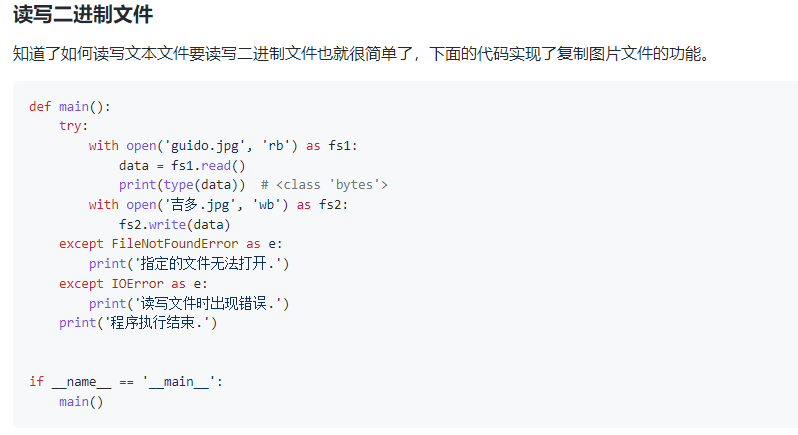 读写二进制文件
知道了如何读写文本文件要读写二进制文件也就很简单了，下面的代码实现了复制图片文件的功能。
def main():
    try:
        with open('guido.jpg', 'rb') as fs1:
            data = fs1.read()
            print(type(data))  # <class 'bytes'>
        with open('吉多.jpg', 'wb') as fs2:
            fs2.write(data)
    except FileNotFoundError as e:
        print('指定的文件无法打开.')
    except IOError as e:
        print('读写文件时出现错误.')
    print('程序执行结束.')
if __name__ == '__main__':
    main()